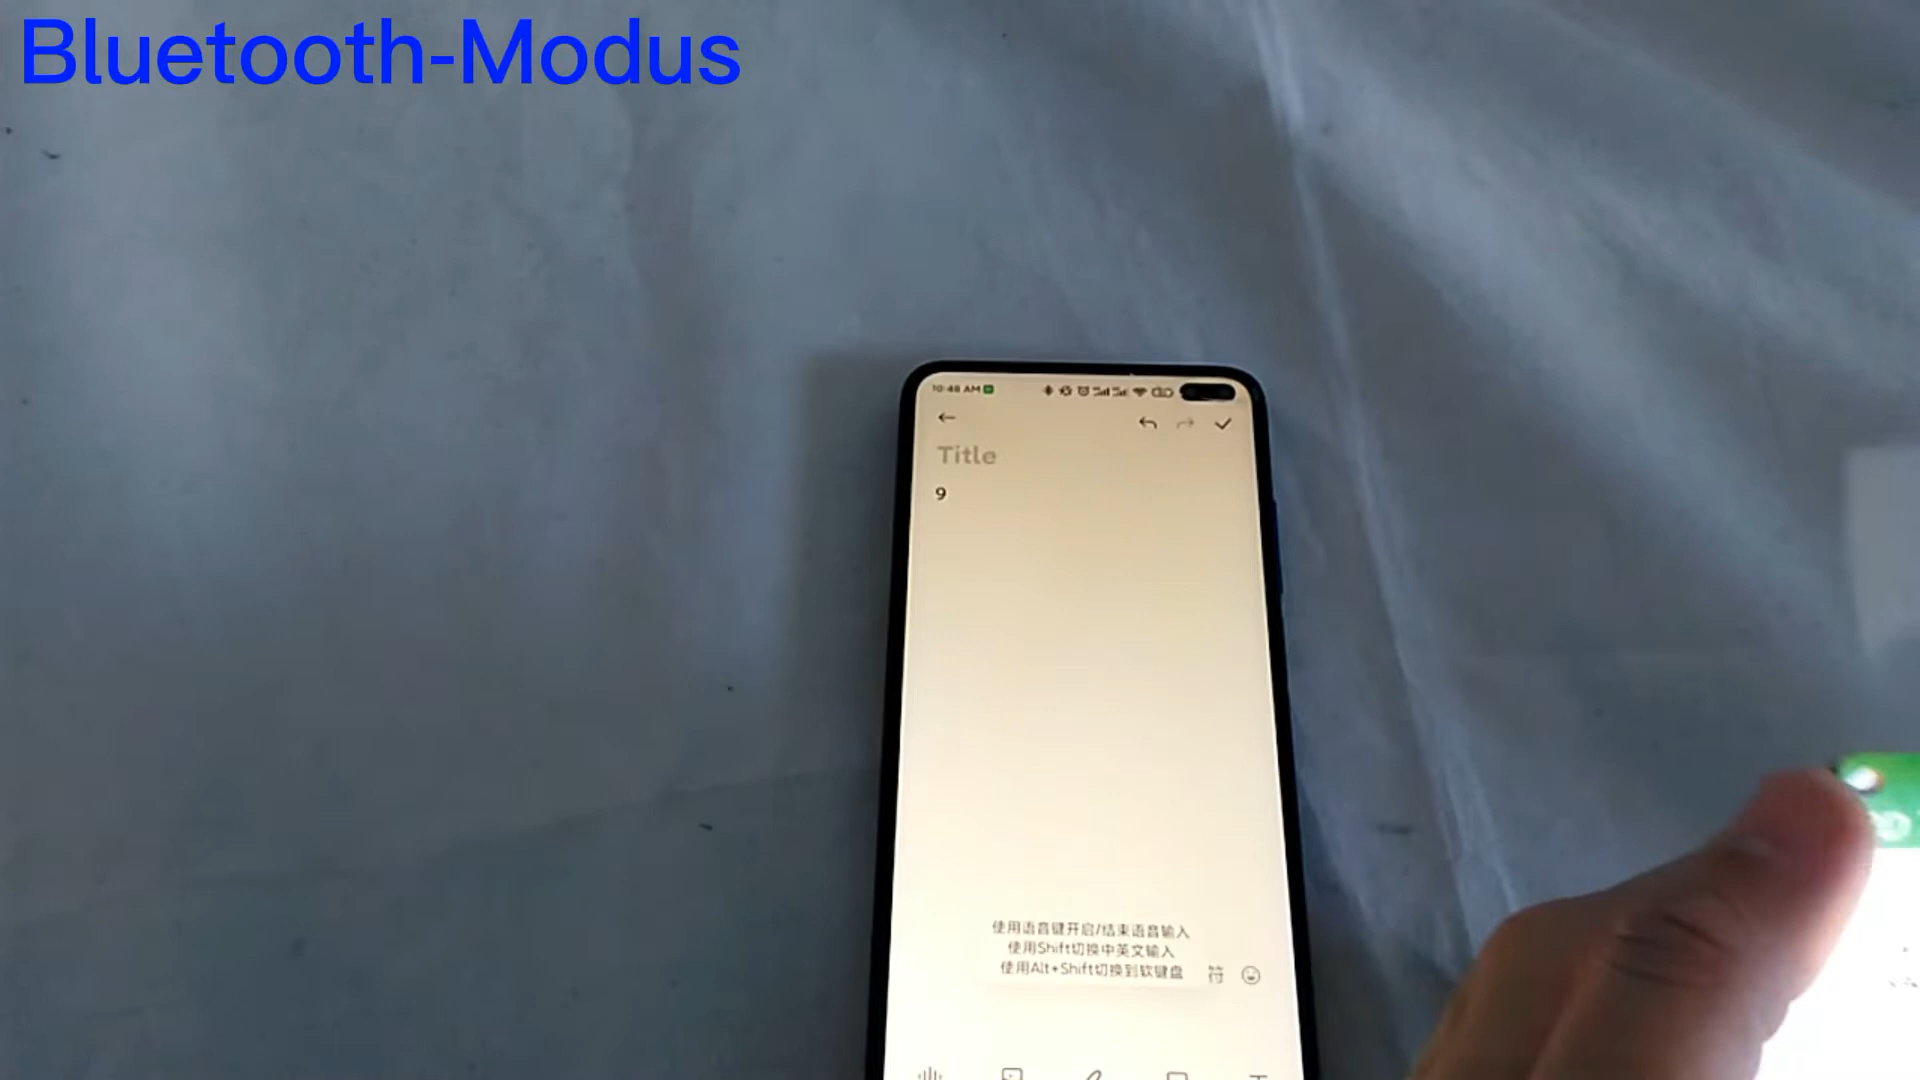 Bluetooth-Modus
10:48 AM
Title
9
使用语音键开启/结束语音输入
使用Shift切换中英文输入
使用Alt+Shift切换到软键盘 符